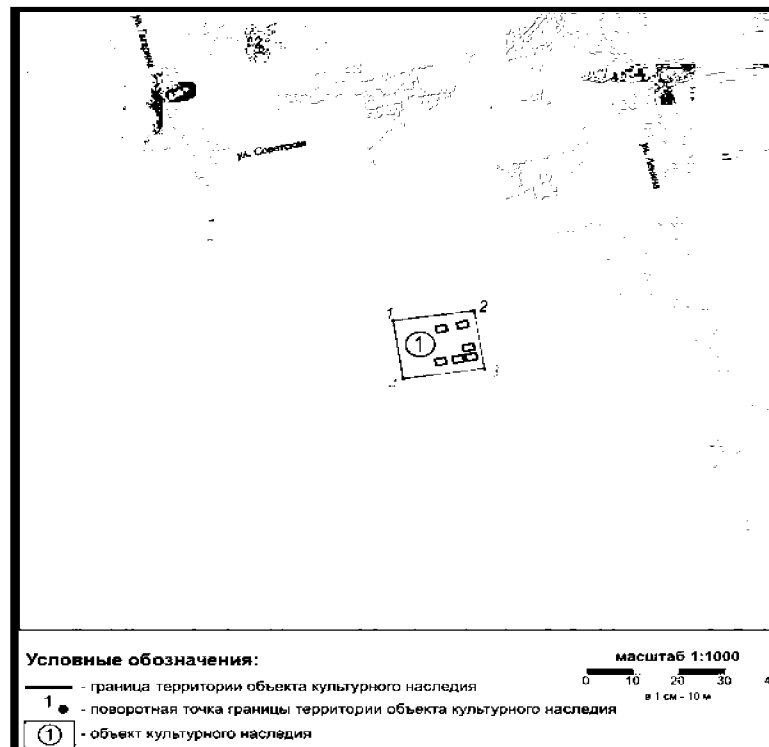 ул. Гагарина
ул. Советская
ул. Ленина
1
2
1
3
Условные обозначения:
- граница территории объекта культурного наследия
1 - поворотная точка границы территории объекта культурного наследия
1 - объект культурного наследия
масштаб 1:1000
0 10 20 30
в 1 см - 10 м